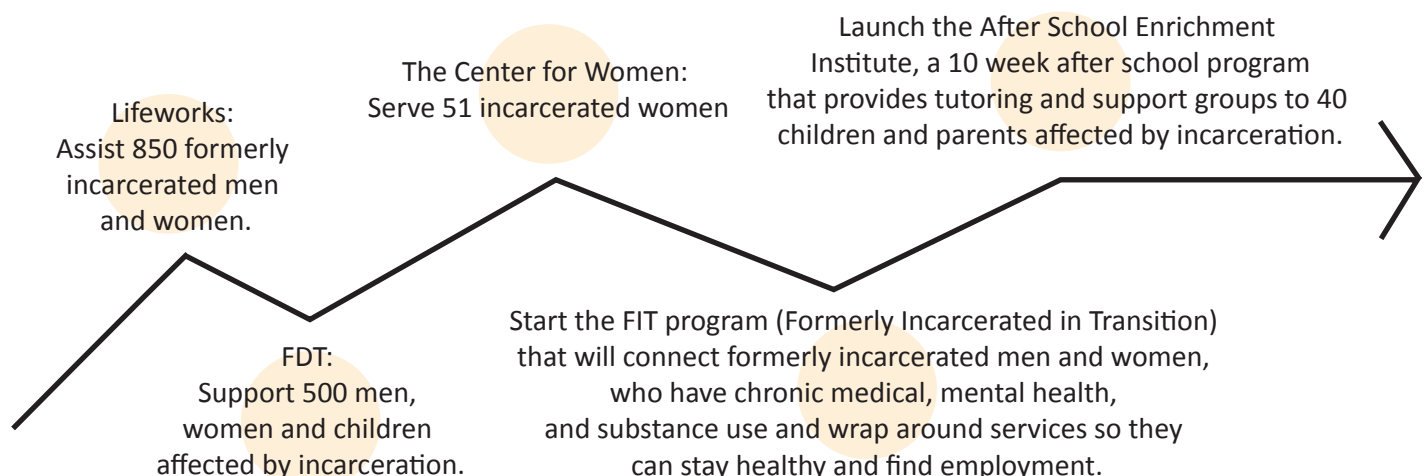 Lifeworks:
Assist 850 formerly
incarcerated men
and women.
FDT:
Support 500 men,
women and children
affected by incarceration.
The Center for Women:
Serve 51 incarcerated women
Start the FIT program (Formerly Incarcerated in Transition)
that will connect formerly incarcerated men and women,
who have chronic medical, mental health,
and substance use and wrap around services so they
can stay healthy and find employment.
Launch the After School Enrichment
Institute, a 10 week after school program
that provides tutoring and support groups to 40
children and parents affected by incarceration.